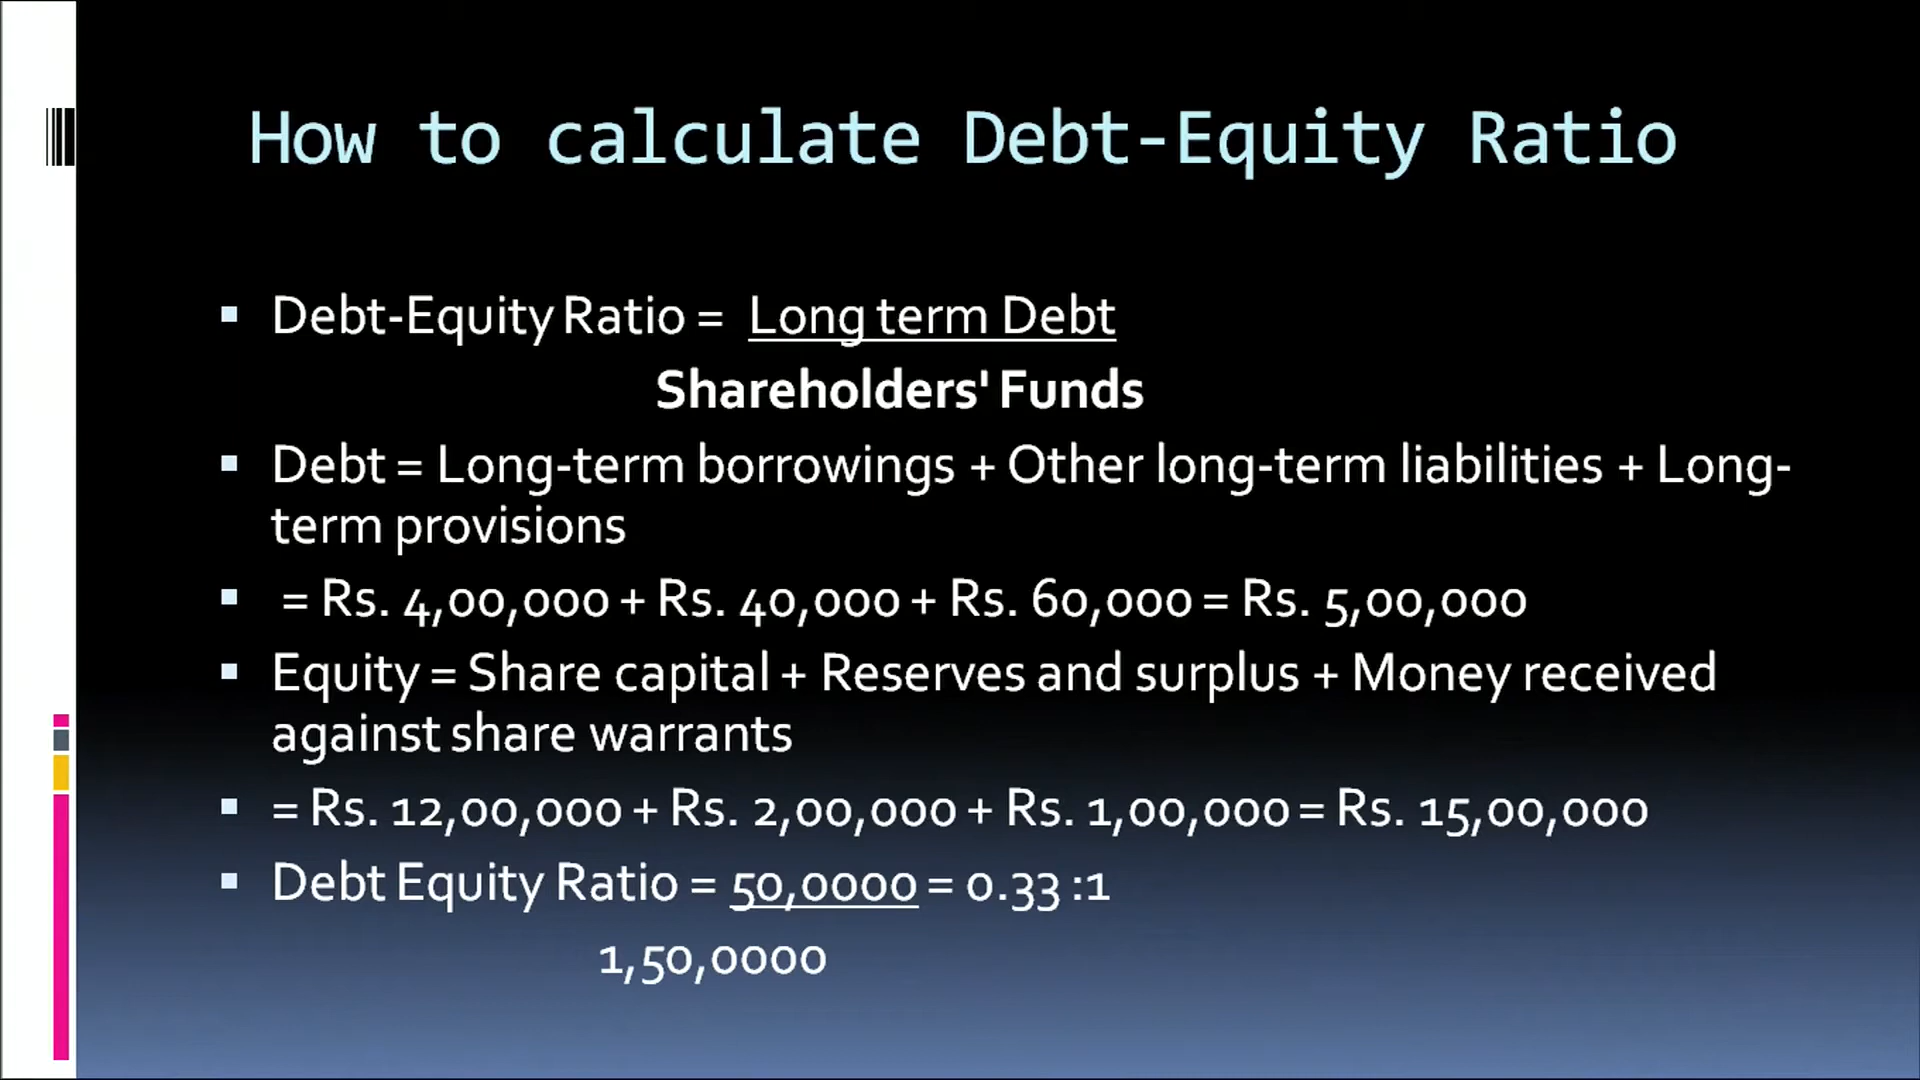 How to calculate Debt-Equity Ratio
Debt-Equity Ratio = Long term Debt
Shareholders' Funds
Debt = Long-term borrowings + Other long-term liabilities + Long-
term provisions
= Rs. 4,00,000 + Rs. 40,000 + Rs. 60,000 = Rs. 5,00,000
Equity = Share capital + Reserves and surplus + Money received
against share warrants
= Rs. 12,00,000 + Rs. 2,00,000 + Rs. 1,00,000 = Rs. 15,00,000
Debt Equity Ratio = 50,0000 = 0.33 :1
1,50,0000